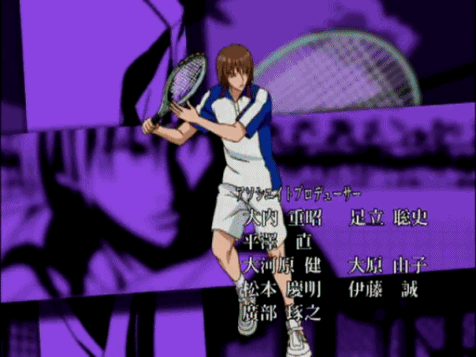 アソシエイトプロデューサー
大内 重昭 足立 聡史
平澤 直
大河原 健 大原 由子
松本 慶明 伊藤 誠
廣部 琢之